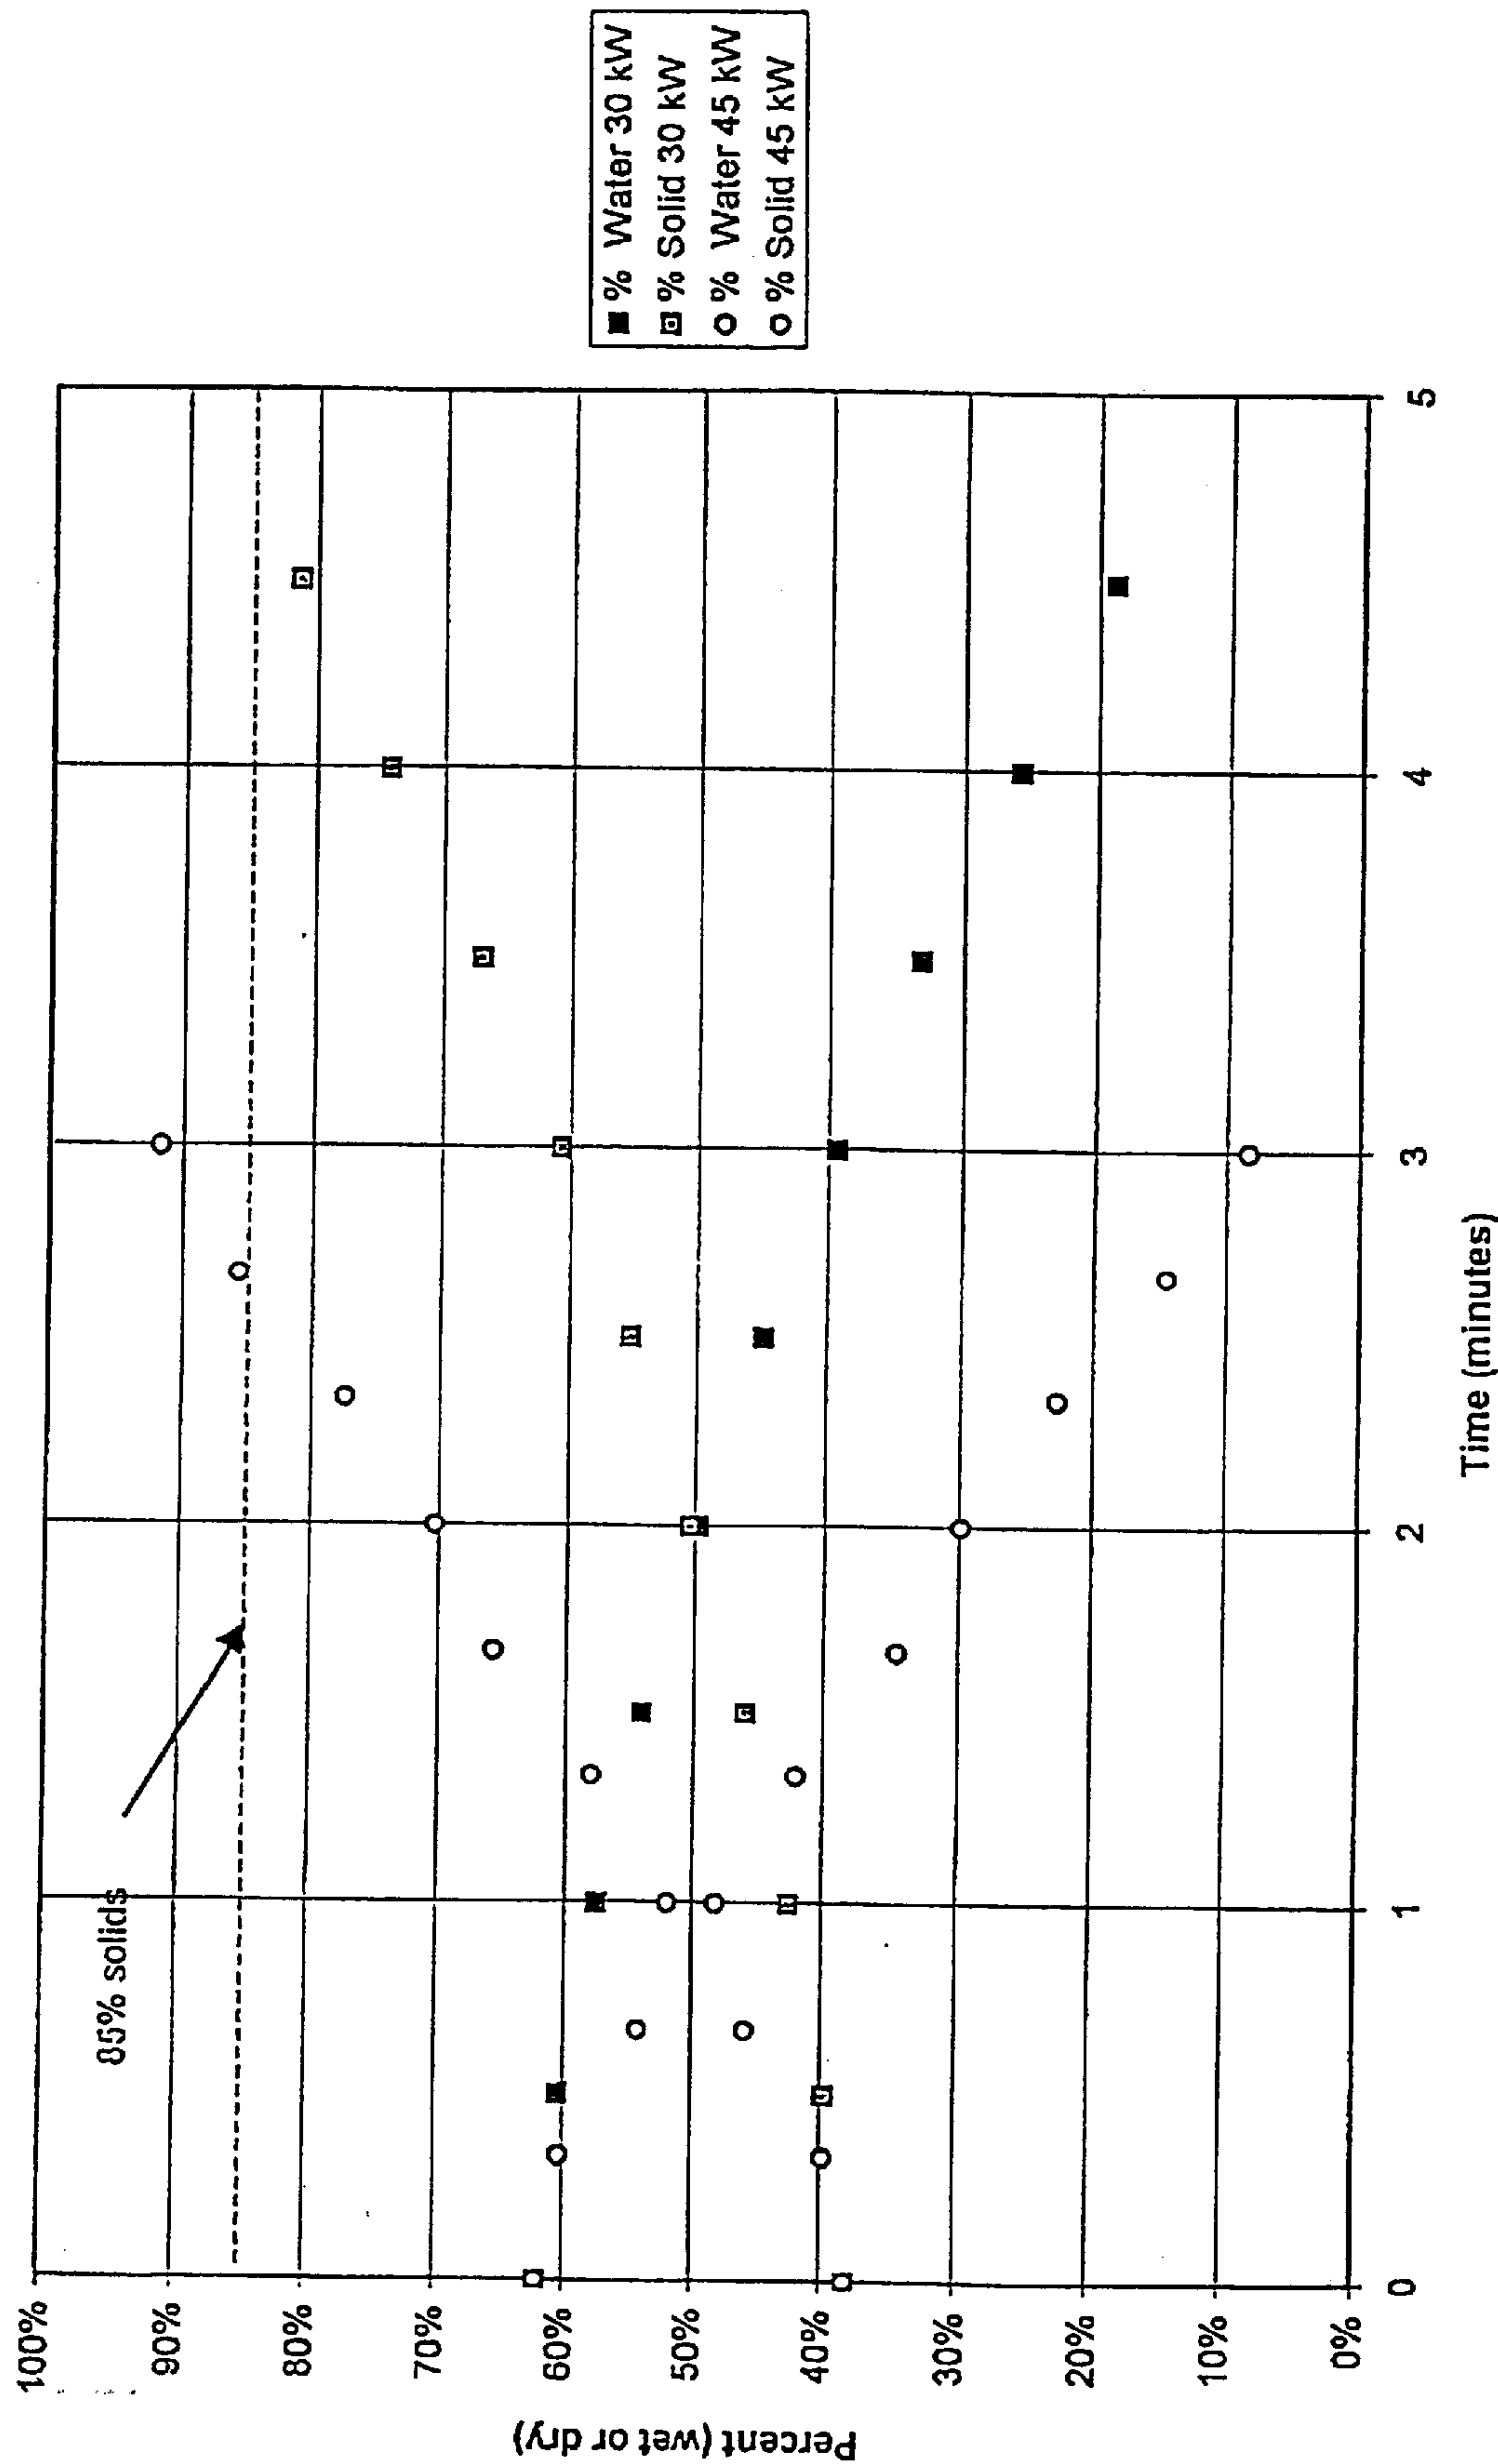 85% solids
100%
90%
80%
70%
60%
50%
40%
30%
20%
10%
0%
Percent (wet or dry)
0
1
2
3
4
5
Time (minutes)
% Water 30 kW
% Solid 30 kW
% Water 45 kW
% Solid 45 kW